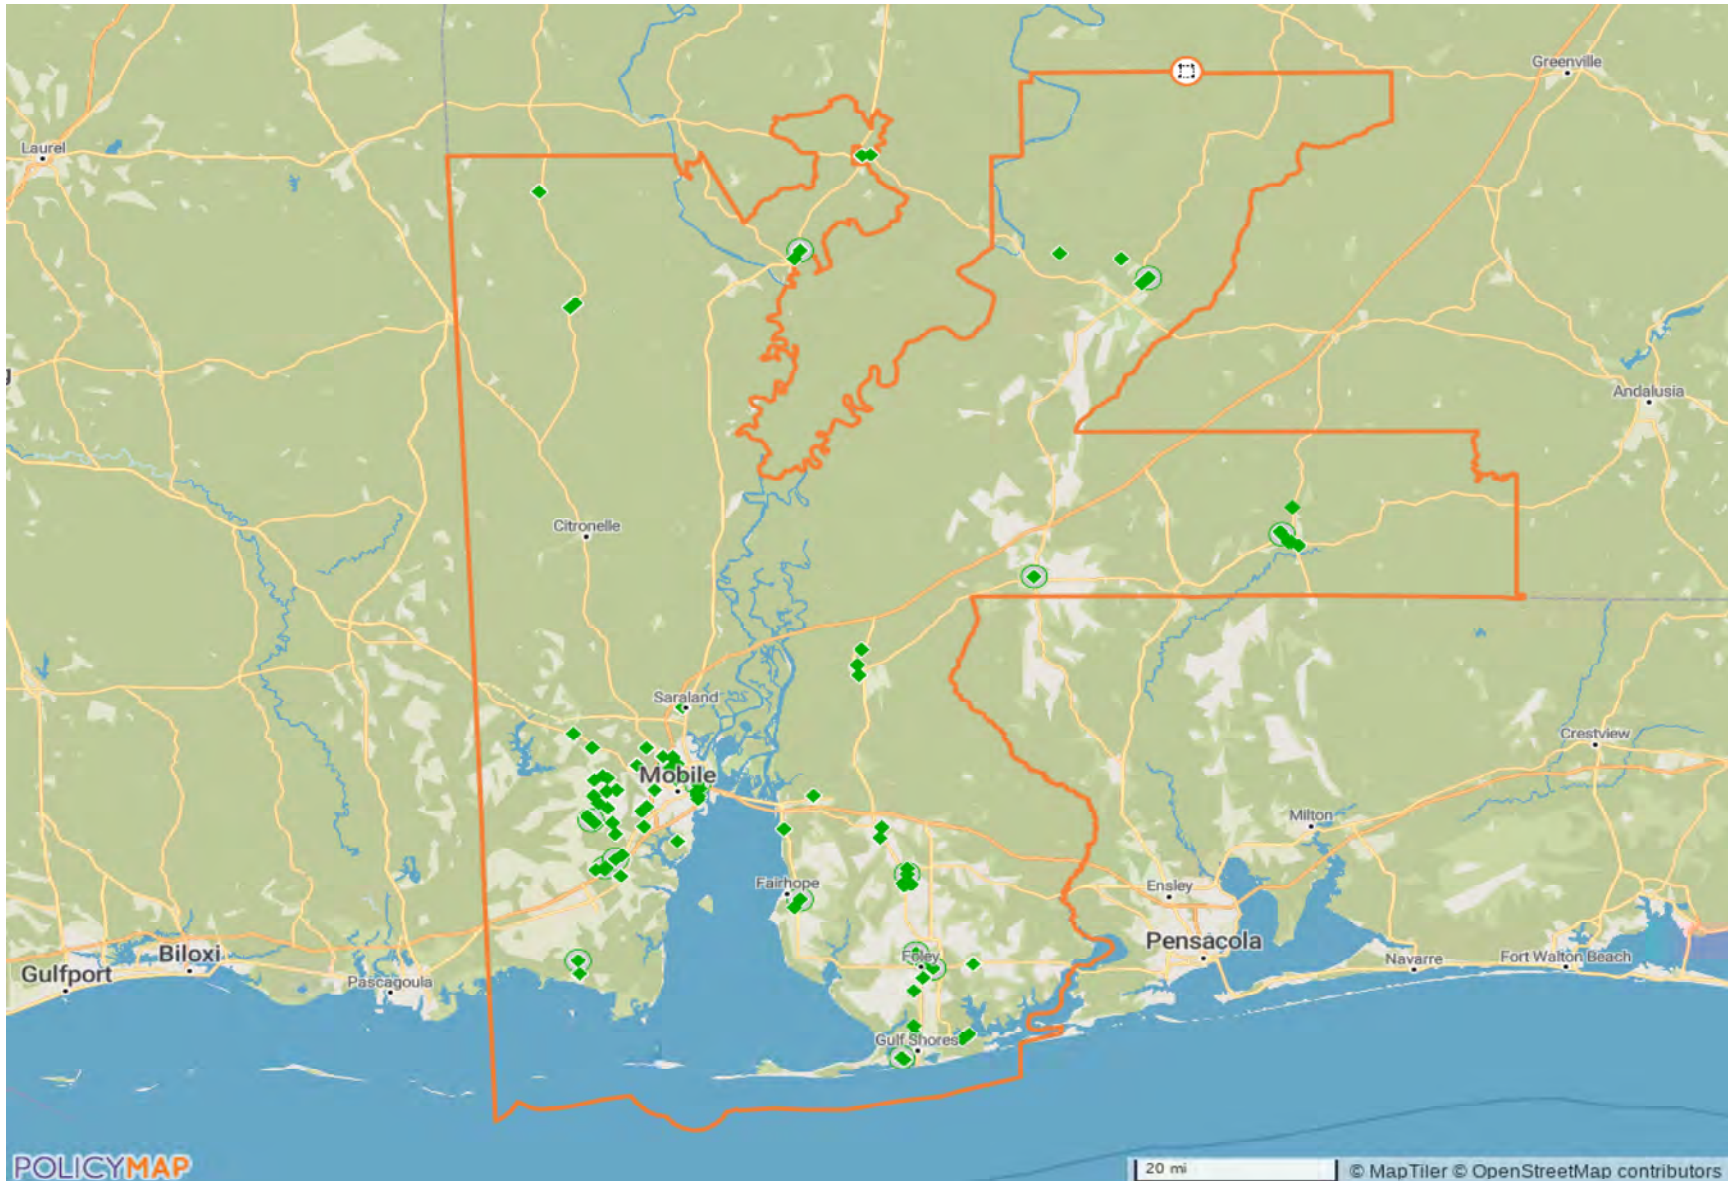 Greenville
Laurel
g
Andalusia
Citronelle
Saraland
Crestview
Mobile
Milton
Fairhope
Ensley
Pensacola
Biloxi
Foley
Navarre
Fort Walton Beach
Gulfport
Pascagoula
Gulf Shores
POLICYMAP
20 mi
© MapTiler © OpenStreetMap contributors